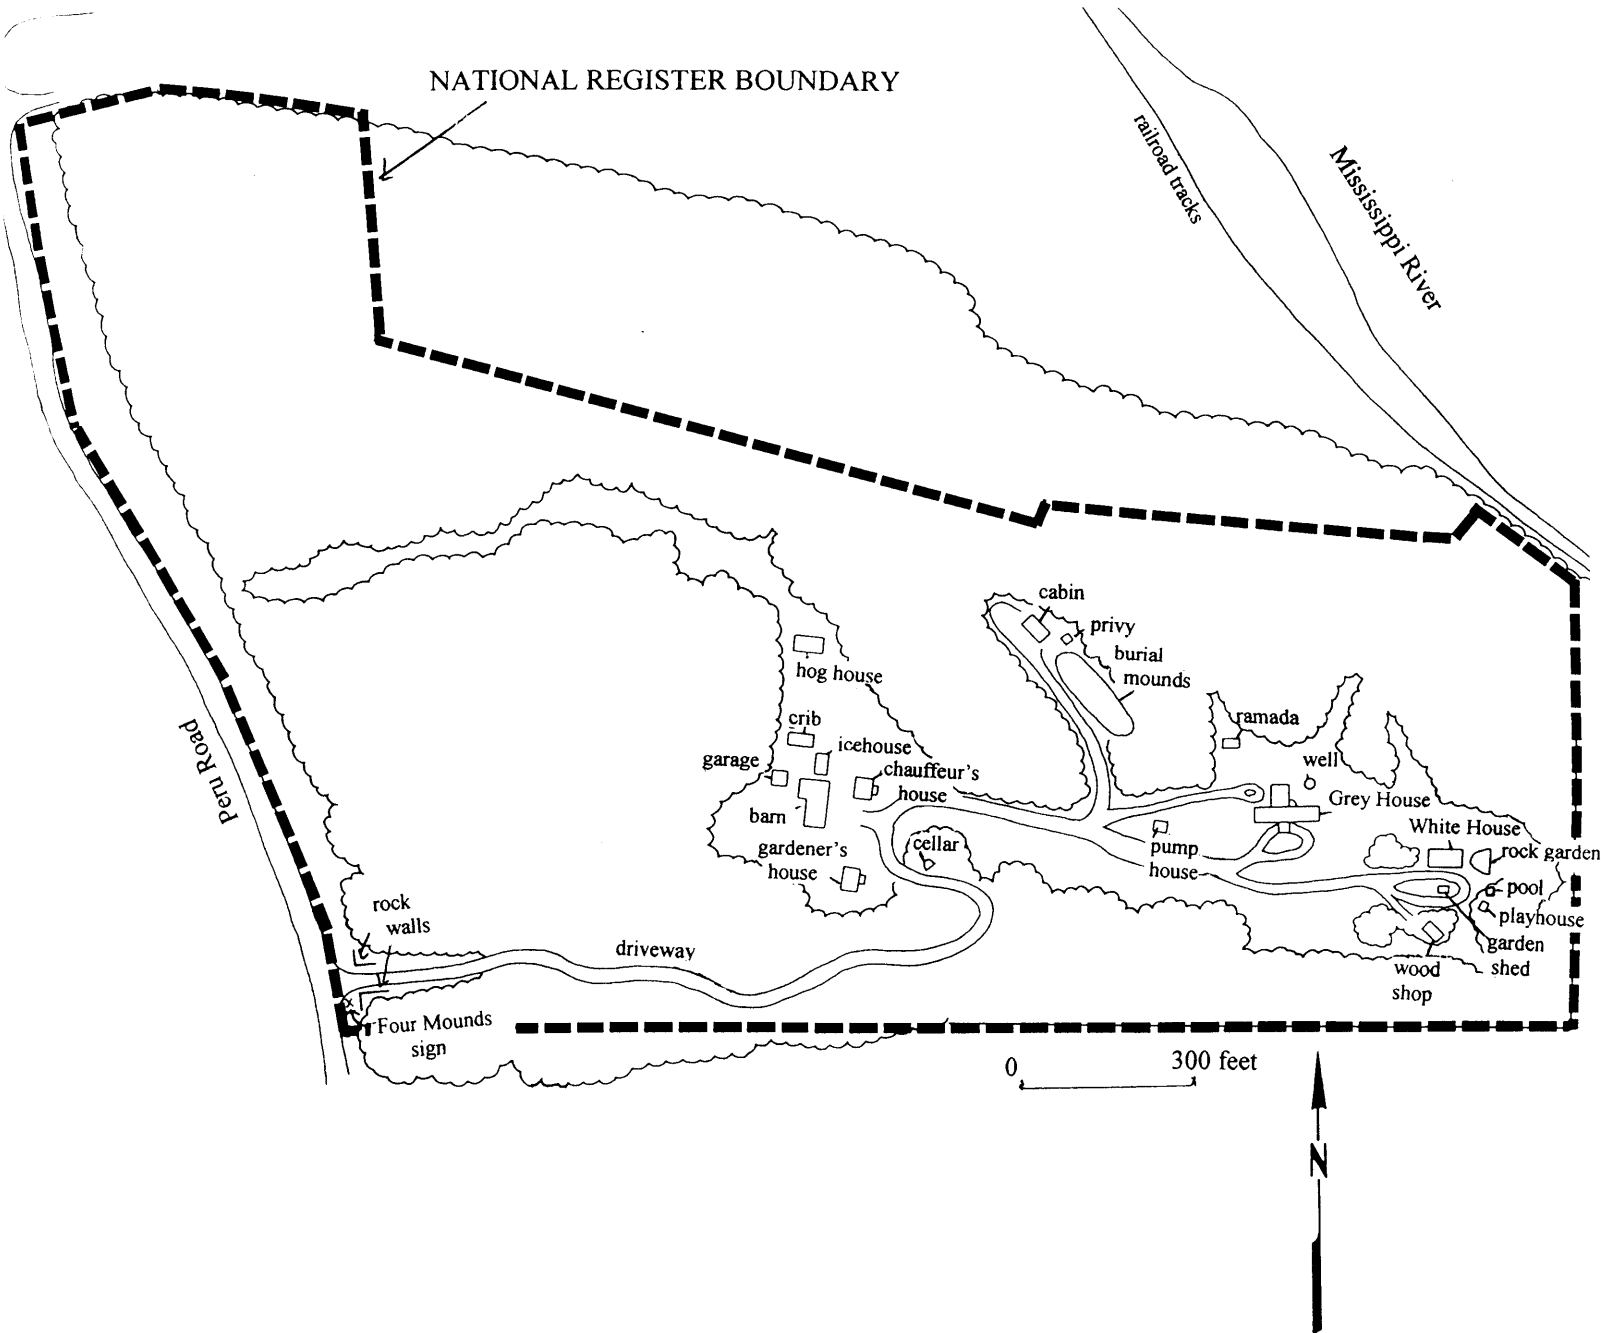 NATIONAL REGISTER BOUNDARY
railroad tracks
Mississippi River
cabin
privy
burial
mounds
hog house
crib
icehouse
garage
chauffeur's
house
barn
gardener's
house
cellar
ramada
well
Grey House
White House
rock garden
pump
house
pool
playhouse
garden
shed
wood
shop
Peru Road
rock
walls
driveway
Four Mounds
sign
0
300 feet
N